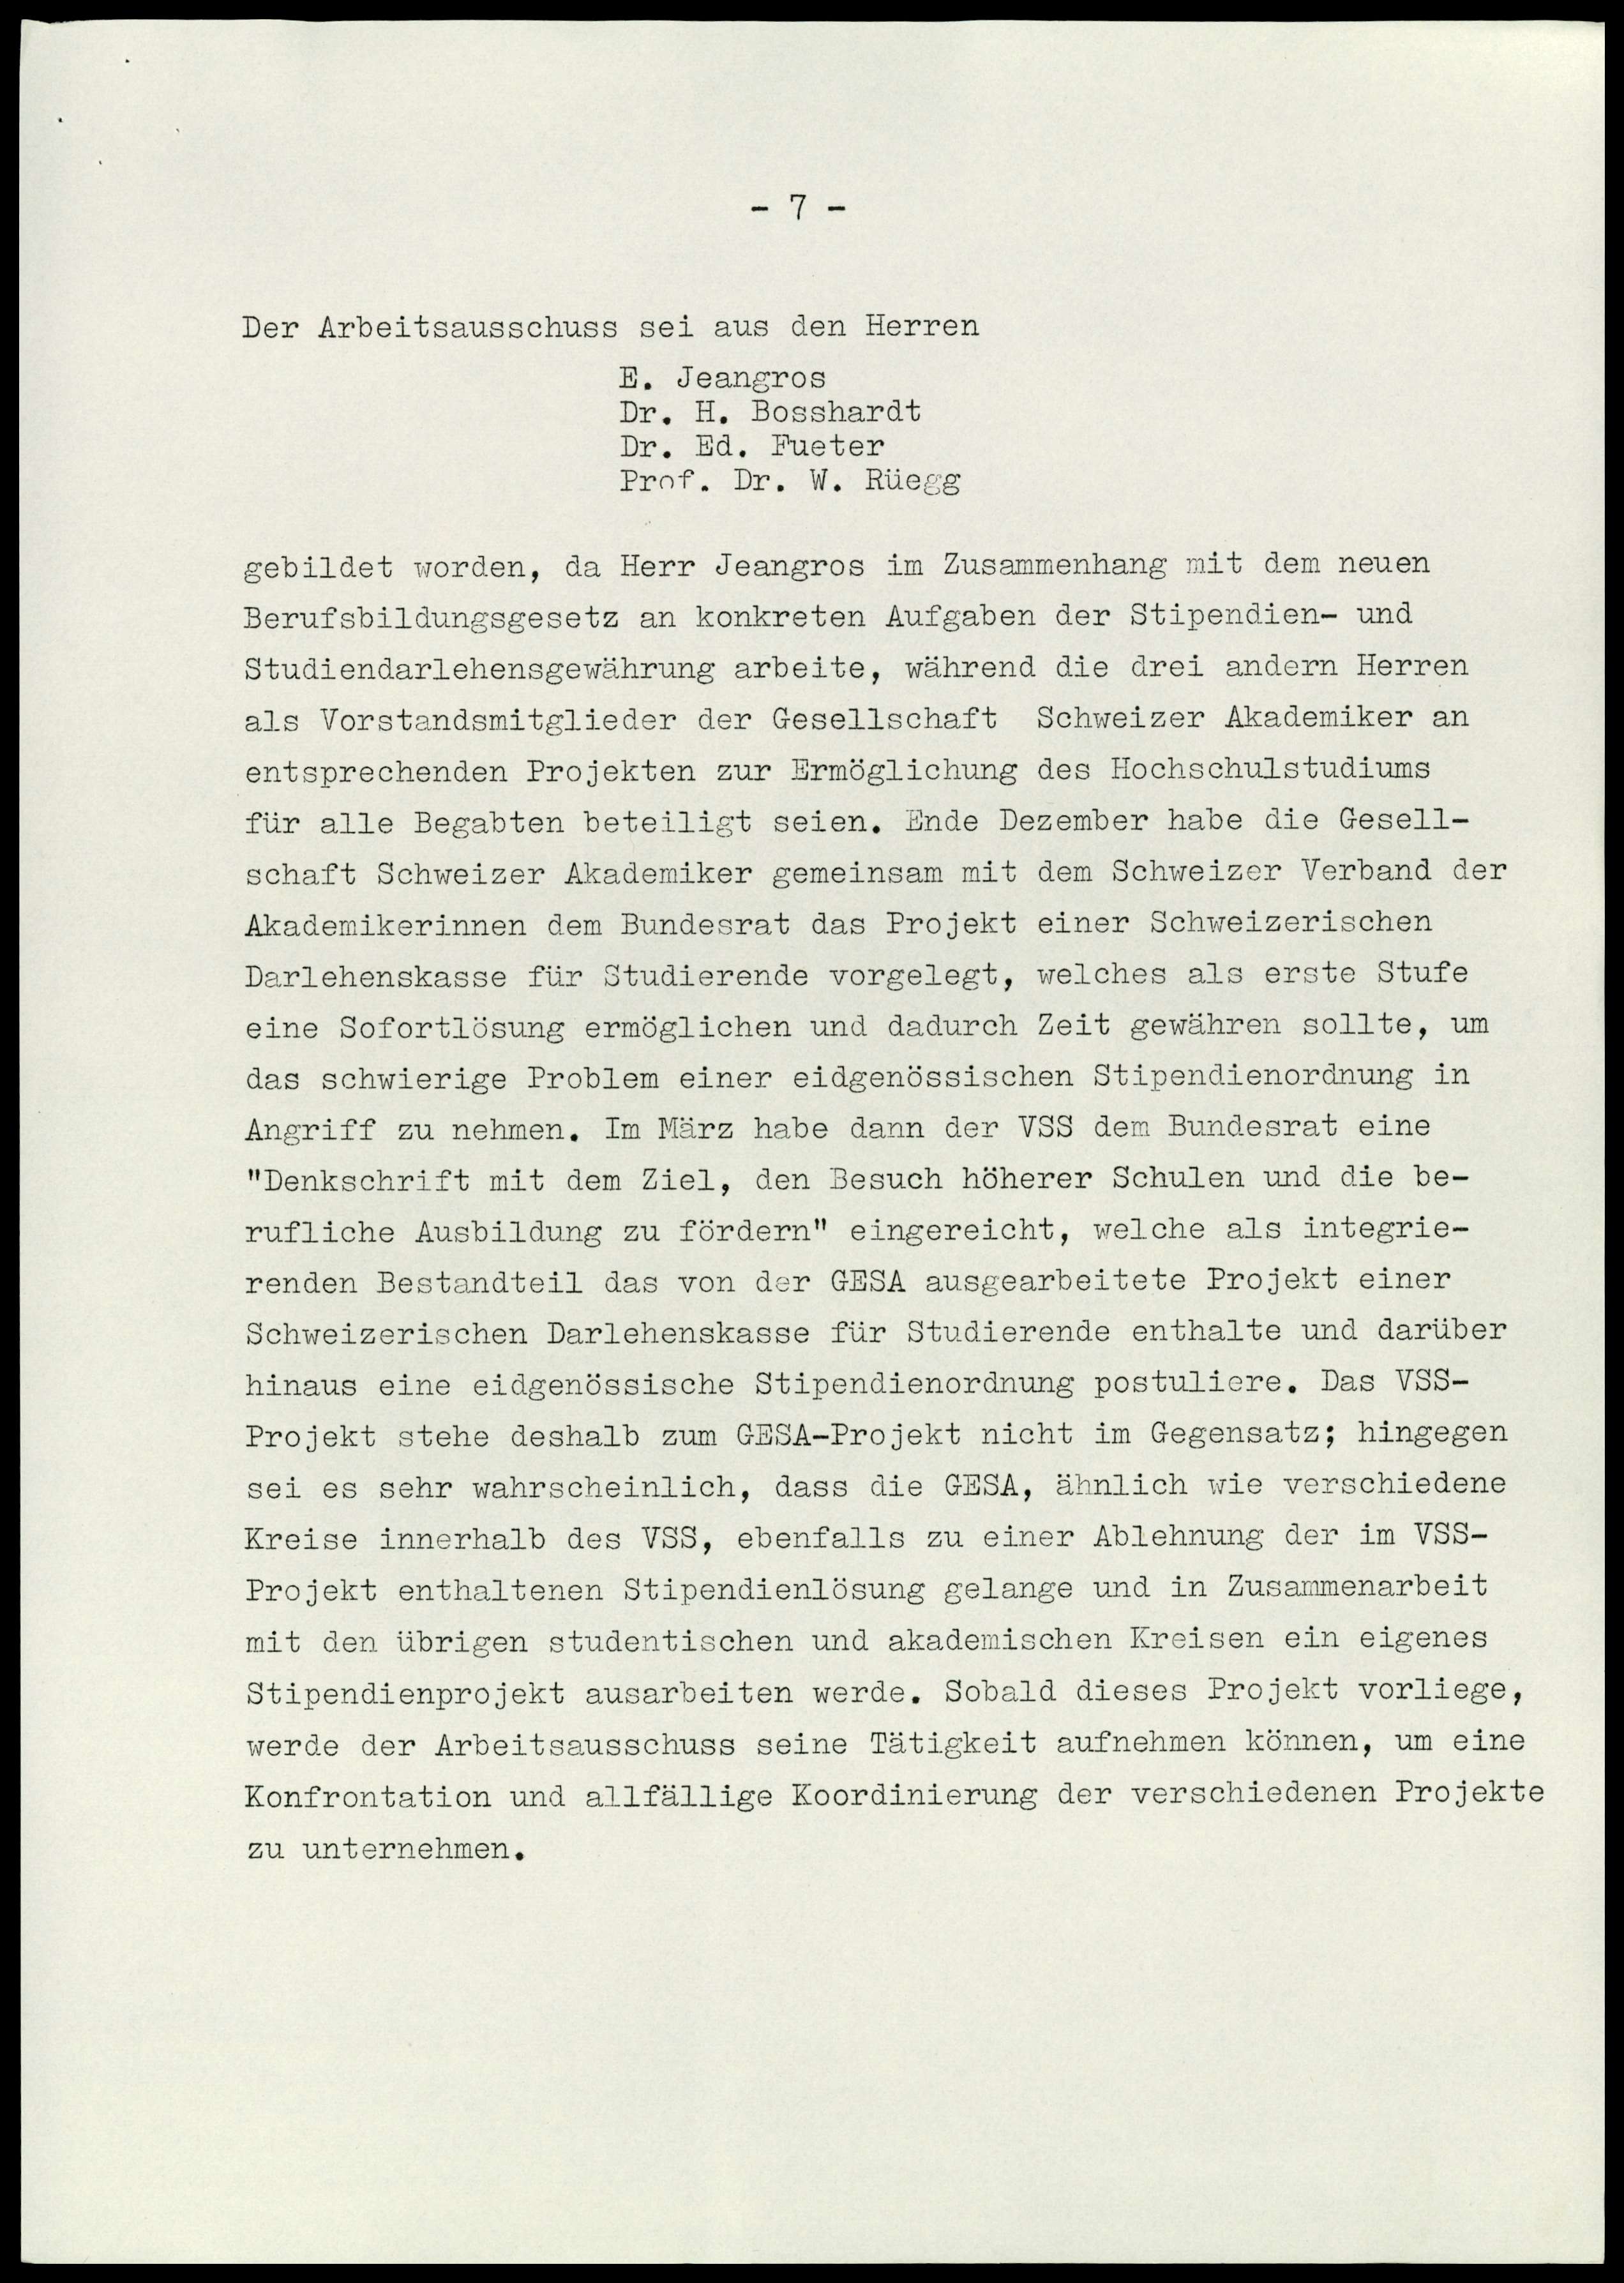 - 7 -
Der Arbeitsausschuss sei aus den Herren
E. Jeangros
Dr. H. Bosshardt
Dr. Ed. Fueter
Prof. Dr. W. Rüegg
gebildet worden, da Herr Jeangros im Zusammenhang mit dem neuen
Berufsbildungsgesetz an konkreten Aufgaben der Stipendien- und
Studiendarlehensgewährung arbeite, während die drei andern Herren
als Vorstandsmitglieder der Gesellschaft Schweizer Akademiker an
entsprechenden Projekten zur Ermöglichung des Hochschulstudiums
für alle Begabten beteiligt seien. Ende Dezember habe die Gesell-
schaft Schweizer Akademiker gemeinsam mit dem Schweizer Verband der
Akademikerinnen dem Bundesrat das Projekt einer Schweizerischen
Darlehenskasse für Studierende vorgelegt, welches als erste Stufe
eine Sofortlösung ermöglichen und dadurch Zeit gewähren sollte, um
das schwierige Problem einer eidgenössischen Stipendienordnung in
Angriff zu nehmen. Im März habe dann der VSS dem Bundesrat eine
"Denkschrift mit dem Ziel, den Besuch höherer Schulen und die be-
rufliche Ausbildung zu fördern" eingereicht, welche als integrie-
renden Bestandteil das von der GESA ausgearbeitete Projekt einer
Schweizerischen Darlehenskasse für Studierende enthalte und darüber
hinaus eine eidgenössische Stipendienordnung postuliere. Das VSS-
Projekt stehe deshalb zum GESA-Projekt nicht im Gegensatz; hingegen
sei es sehr wahrscheinlich, dass die GESA, ähnlich wie verschiedene
Kreise innerhalb des VSS, ebenfalls zu einer Ablehnung der im VSS-
Projekt enthaltenen Stipendienlösung gelange und in Zusammenarbeit
mit den übrigen studentischen und akademischen Kreisen ein eigenes
Stipendienprojekt ausarbeiten werde. Sobald dieses Projekt vorliege,
werde der Arbeitsausschuss seine Tätigkeit aufnehmen können, um eine
Konfrontation und allfällige Koordinierung der verschiedenen Projekte
zu unternehmen.